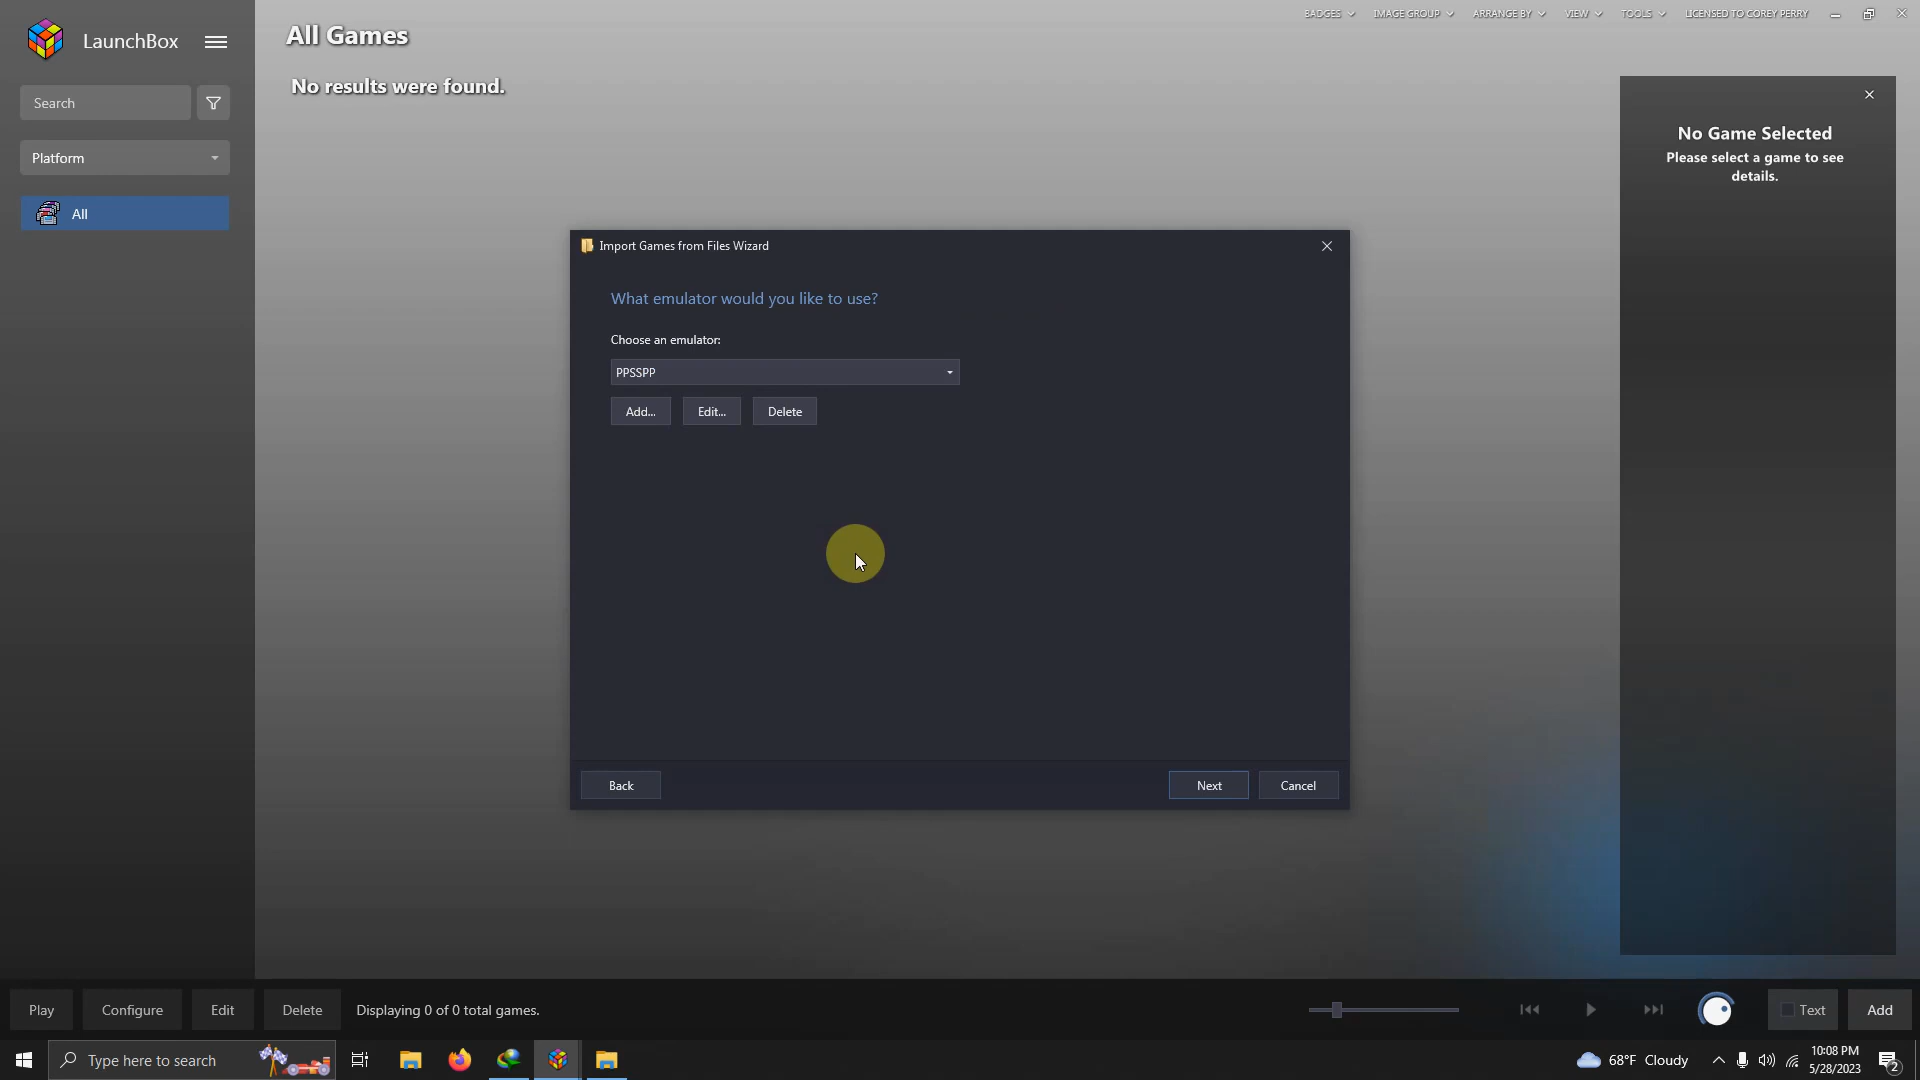 LaunchBox
BADGES
IMAGE GROUP
ARRANGE BY
VIEW
TOOLS
LICENSED TO COREY PERRY
All Games
No results were found.
Search
Platform
All
No Game Selected
Please select a game to see
details.
Import Games from Files Wizard
What emulator would you like to use?
Choose an emulator:
PPSSPP
Add...
Edit...
Delete
Back
Next
Cancel
Play
Configure
Edit
Delete
Displaying 0 of 0 total games.
Text
Add
Type here to search
68°F Cloudy
10:08 PM
5/28/2023
2